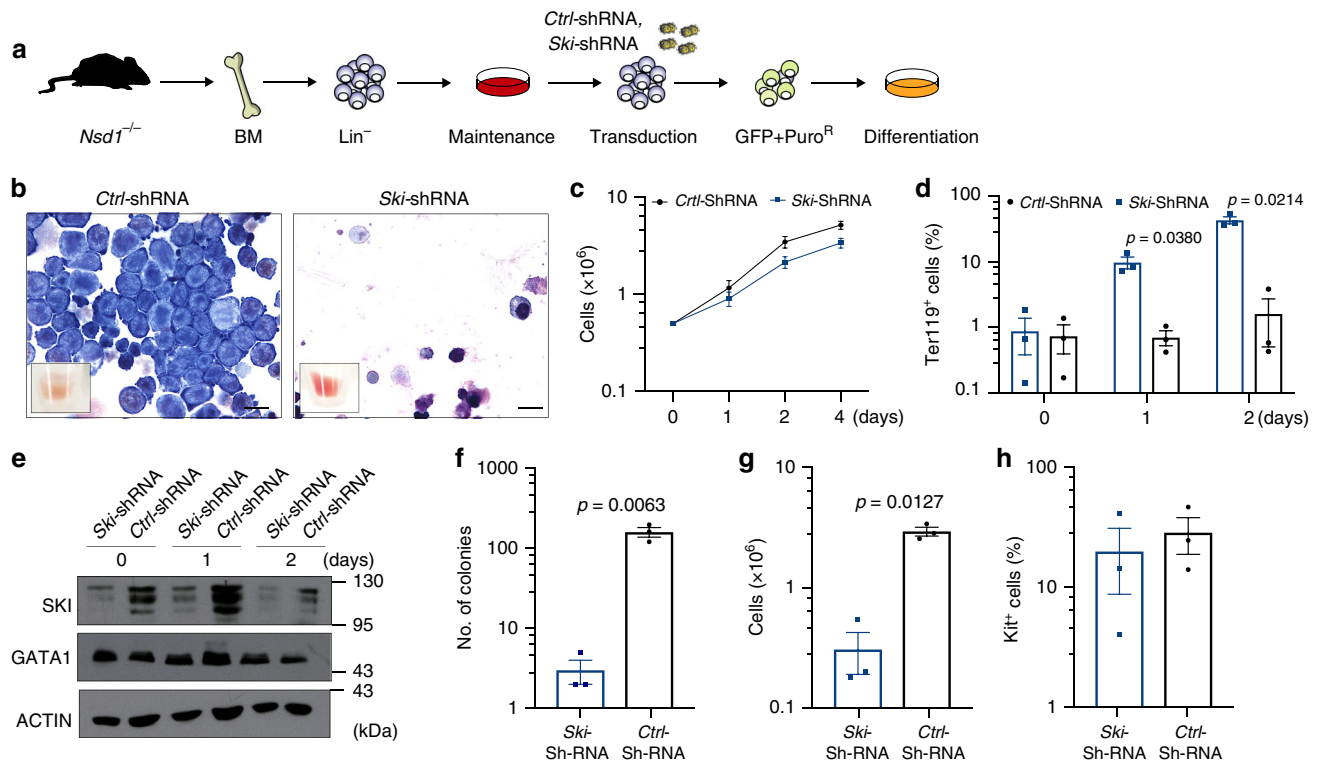 a
Ctrl-shRNA,
Ski-shRNA
Nsd1–/–
BM
Lin–
Maintenance
Transduction
GFP+PuroR
Differentiation
b
Ctrl-shRNA
Ski-shRNA
c
10
1
0.1
Cells (×106)
Crtl-ShRNA
Ski-ShRNA
0 1 2 4 (days)
d
100
10
1
0.1
Ter119+ cells (%)
Crtl-ShRNA
Ski-ShRNA
p = 0.0380
p = 0.0214
0 1 2 (days)
e
Ski-shRNA
Ctrl-shRNA
Ski-shRNA
Ctrl-shRNA
Ski-shRNA
Ctrl-shRNA
0 1 2 (days)
SKI
GATA1
ACTIN
130
95
43
43
(kDa)
f
1000
100
10
1
No. of colonies
p = 0.0063
Ski-
Sh-RNA
Ctrl-
Sh-RNA
g
10
1
0.1
Cells (×106)
p = 0.0127
Ski-
Sh-RNA
Ctrl-
Sh-RNA
h
100
10
1
Kit+ cells (%)
Ski-
Sh-RNA
Ctrl-
Sh-RNA